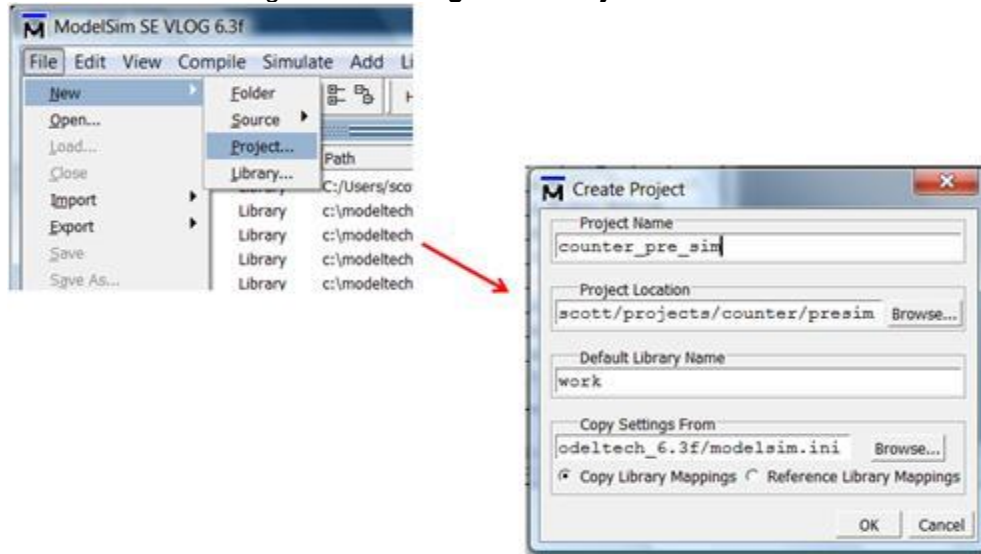 ModelSim SE VLOG 6.3f
File Edit View Compile Simulate Add
New Folder
Open... Source
Load... Project... Path
Close Library... C:/Users/sco
Import Library c:\modeltech
Export Library c:\modeltech
Save Library c:\modeltech
Save As... Library c:\modeltech
Create Project
Project Name
counter_pre_sim
Project Location
scott/projects/counter/presim Browse...
Default Library Name
work
Copy Settings From
odeltech_6.3f/modelsim.ini Browse...
Copy Library Mappings Reference Library Mappings
OK Cancel